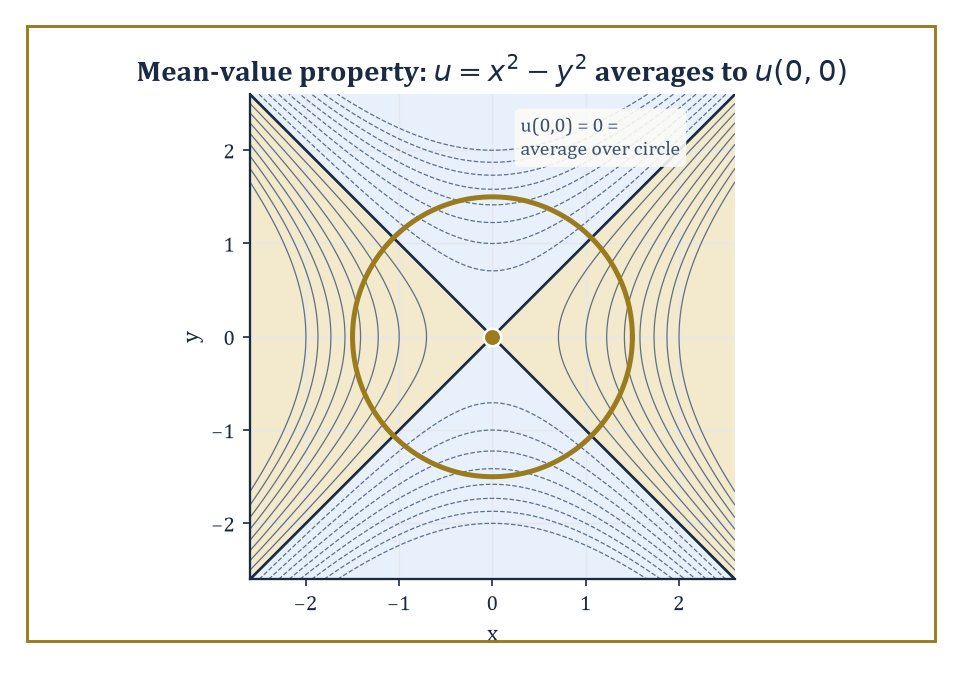 Mean-value property: u = x² − y² averages to u(0, 0)
u(0,0) = 0 =
average over circle
2
1
0
−1
−2
y
−2 −1 0 1 2
x